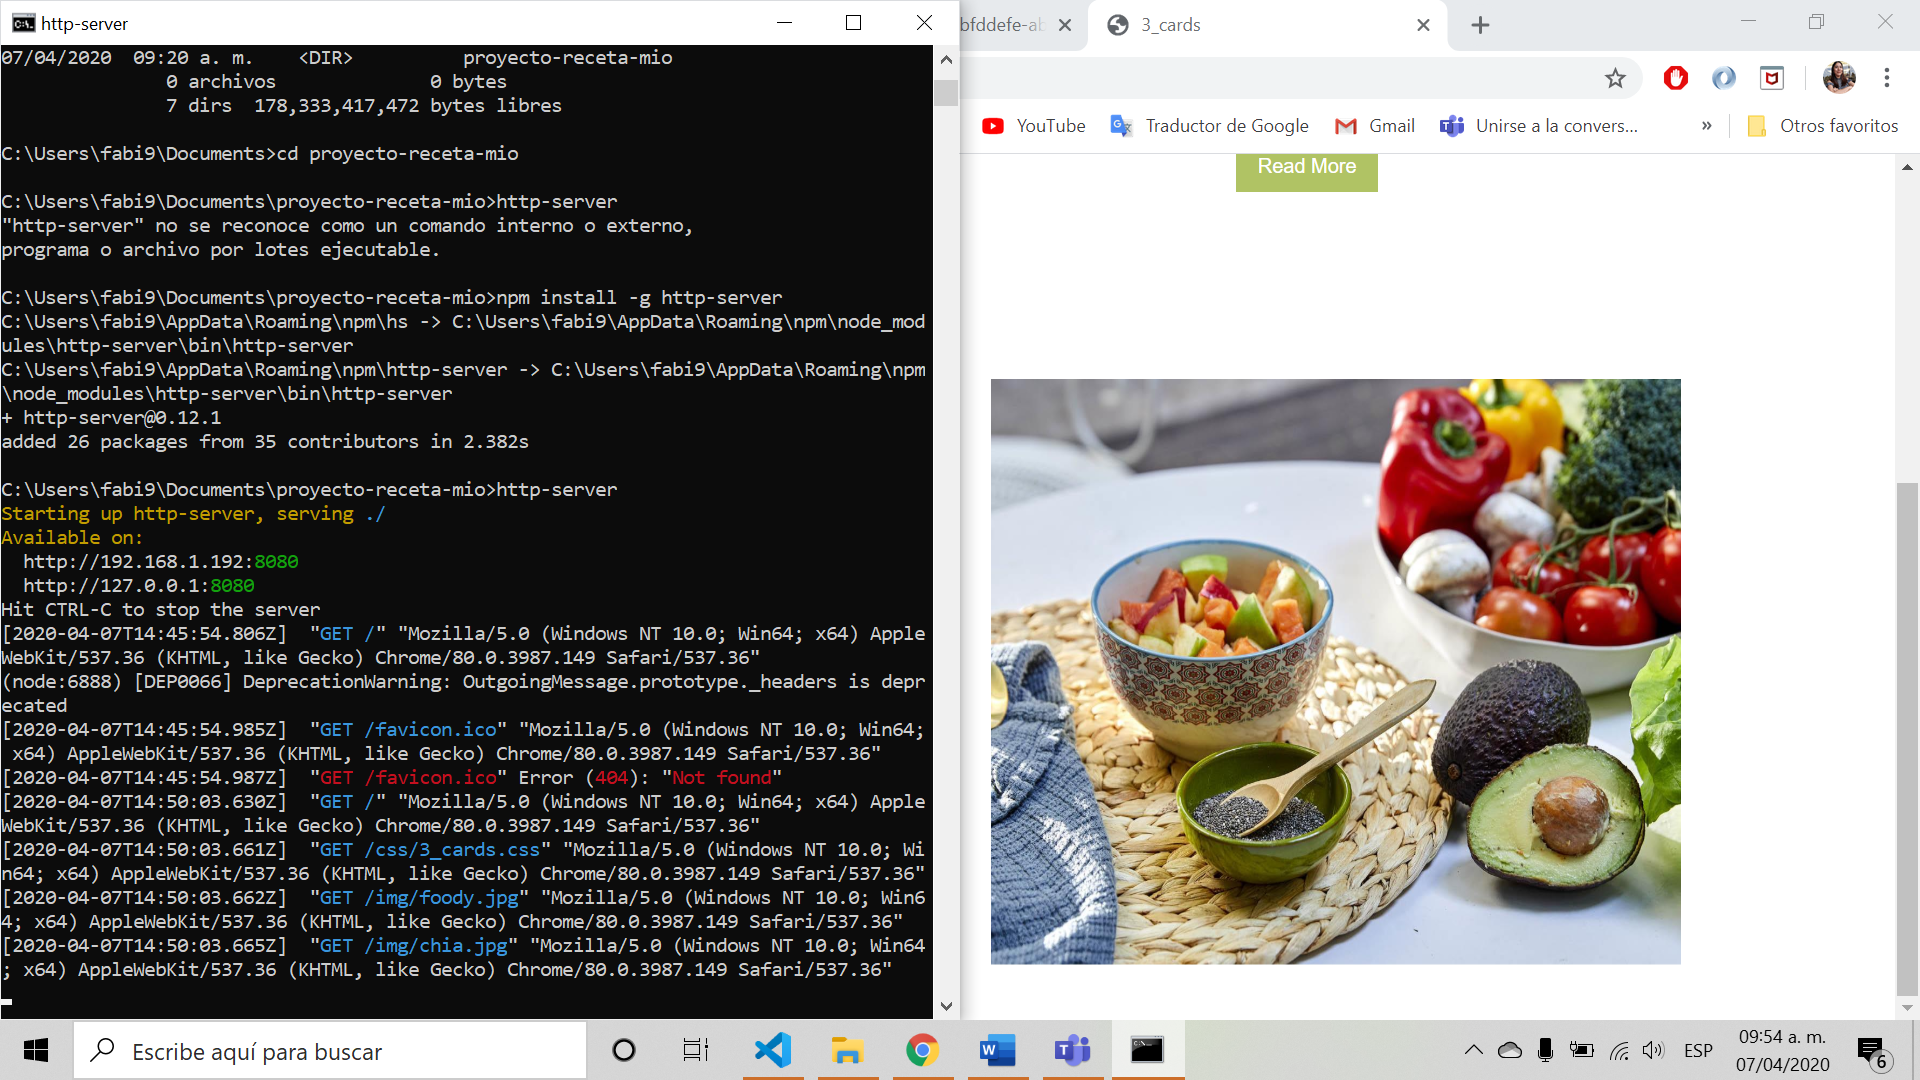 http-server
07/04/2020  09:20 a. m.    <DIR>          proyecto-receta-mio
               0 archivos              0 bytes
               7 dirs  178,333,417,472 bytes libres
C:\Users\fabi9\Documents>cd proyecto-receta-mio
C:\Users\fabi9\Documents\proyecto-receta-mio>http-server
"http-server" no se reconoce como un comando interno o externo,
programa o archivo por lotes ejecutable.
C:\Users\fabi9\Documents\proyecto-receta-mio>npm install -g http-server
C:\Users\fabi9\AppData\Roaming\npm\hs -> C:\Users\fabi9\AppData\Roaming\npm\node_mod
ules\http-server\bin\http-server
C:\Users\fabi9\AppData\Roaming\npm\http-server -> C:\Users\fabi9\AppData\Roaming\npm
\node_modules\http-server\bin\http-server
+ http-server@0.12.1
added 26 packages from 35 contributors in 2.382s
C:\Users\fabi9\Documents\proyecto-receta-mio>http-server
Starting up http-server, serving ./
Available on:
  http://192.168.1.192:8080
  http://127.0.0.1:8080
Hit CTRL-C to stop the server
[2020-04-07T14:45:54.806Z]  "GET /" "Mozilla/5.0 (Windows NT 10.0; Win64; x64) Apple
WebKit/537.36 (KHTML, like Gecko) Chrome/80.0.3987.149 Safari/537.36"
(node:6888) [DEP0066] DeprecationWarning: OutgoingMessage.prototype._headers is depr
ecated
[2020-04-07T14:45:54.985Z]  "GET /favicon.ico" "Mozilla/5.0 (Windows NT 10.0; Win64;
 x64) AppleWebKit/537.36 (KHTML, like Gecko) Chrome/80.0.3987.149 Safari/537.36"
[2020-04-07T14:45:54.987Z]  "GET /favicon.ico" Error (404): "Not found"
[2020-04-07T14:50:03.630Z]  "GET /" "Mozilla/5.0 (Windows NT 10.0; Win64; x64) Apple
WebKit/537.36 (KHTML, like Gecko) Chrome/80.0.3987.149 Safari/537.36"
[2020-04-07T14:50:03.661Z]  "GET /css/3_cards.css" "Mozilla/5.0 (Windows NT 10.0; Wi
n64; x64) AppleWebKit/537.36 (KHTML, like Gecko) Chrome/80.0.3987.149 Safari/537.36"
[2020-04-07T14:50:03.662Z]  "GET /img/foody.jpg" "Mozilla/5.0 (Windows NT 10.0; Win6
4; x64) AppleWebKit/537.36 (KHTML, like Gecko) Chrome/80.0.3987.149 Safari/537.36"
[2020-04-07T14:50:03.665Z]  "GET /img/chia.jpg" "Mozilla/5.0 (Windows NT 10.0; Win64
; x64) AppleWebKit/537.36 (KHTML, like Gecko) Chrome/80.0.3987.149 Safari/537.36"
bfddefe-ab
3_cards
YouTube
Traductor de Google
Gmail
Unirse a la convers...
»
Otros favoritos
Read More
Escribe aquí para buscar
ESP
09:54 a. m.
07/04/2020
6